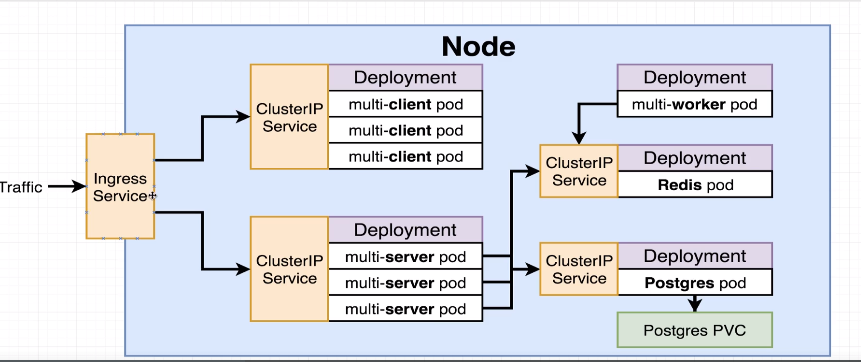 Node
Traffic
Ingress
Service
ClusterIP
Service
Deployment
multi-client pod
multi-client pod
multi-client pod
ClusterIP
Service
Deployment
multi-server pod
multi-server pod
multi-server pod
Deployment
multi-worker pod
ClusterIP
Service
Deployment
Redis pod
ClusterIP
Service
Deployment
Postgres pod
Postgres PVC